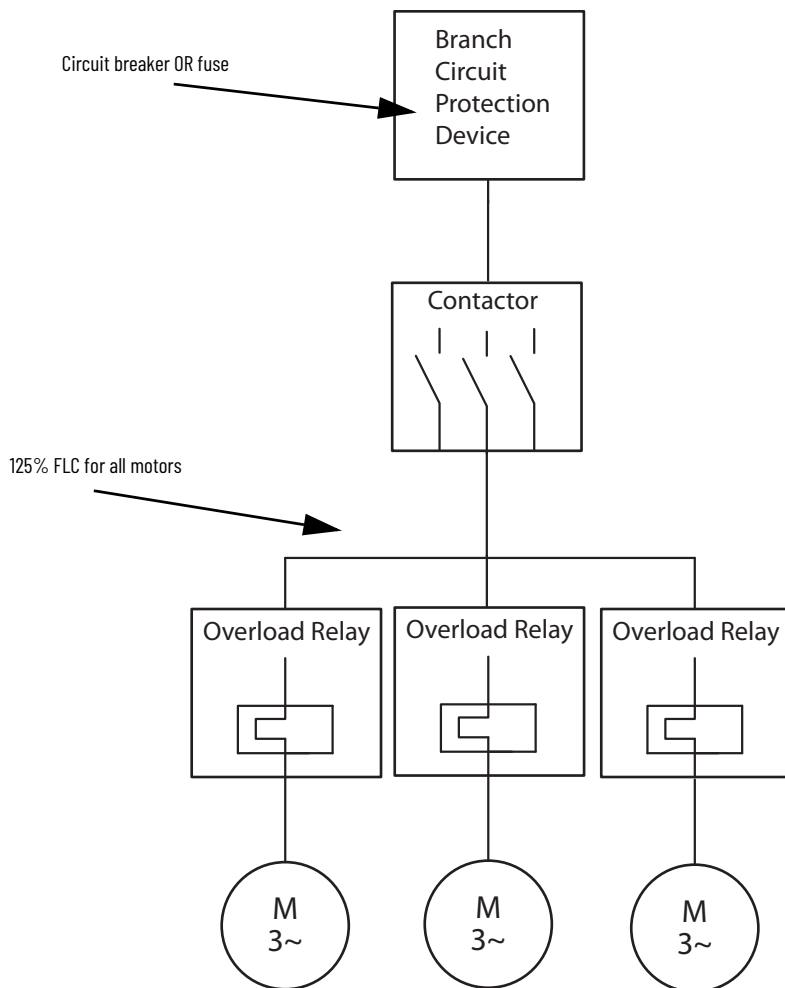 Branch
Circuit
Protection
Device
Circuit breaker OR fuse
Contactor
125% FLC for all motors
Overload Relay
Overload Relay
Overload Relay
M
3~
M
3~
M
3~